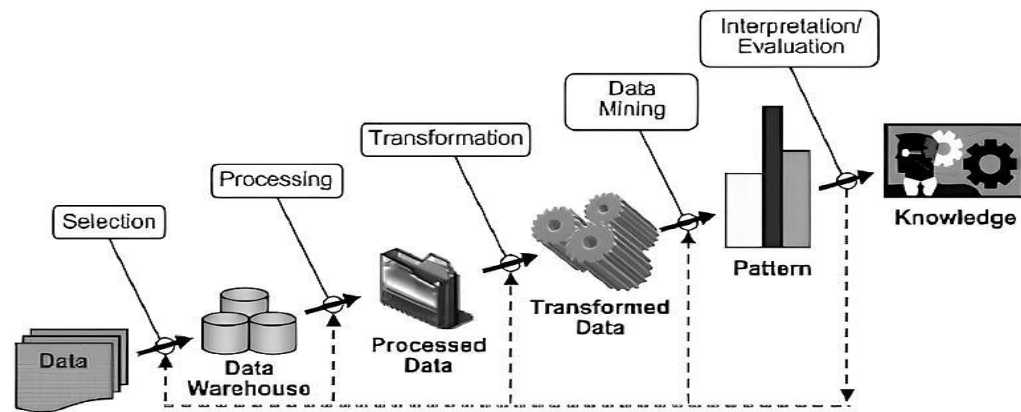 Interpretation/
Evaluation
Data
Mining
Transformation
Processing
Selection
Knowledge
Pattern
Transformed
Data
Processed
Data
Data
Warehouse
Data